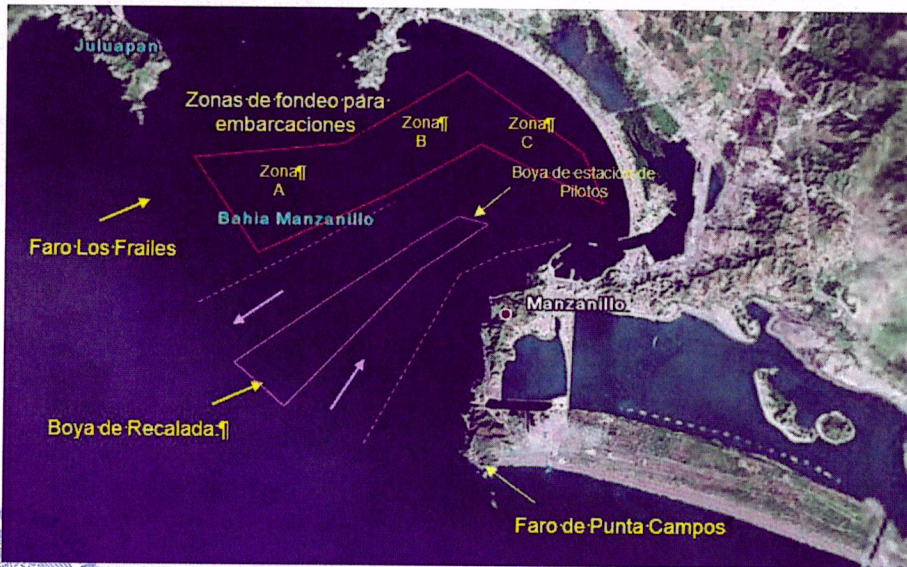 Juluapan
Zonas de fondeo para
embarcaciones
Zona¶
B
Zona¶
C
Zona¶
A
Boya de estación de
Pilotos
Bahia Manzanillo
Faro Los Frailes
Manzanillo
Boya de Recalada.¶
Faro de Punta Campos